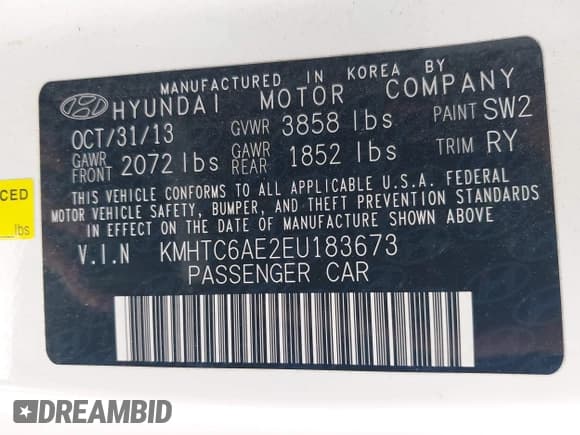 MANUFACTURED IN KOREA BY
HYUNDAI MOTOR COMPANY
OCT/31/13 GVWR 3858 lbs PAINT SW2
GAWR FRONT 2072 lbs GAWR REAR 1852 lbs TRIM RY
THIS VEHICLE CONFORMS TO ALL APPLICABLE U.S.A. FEDERAL
MOTOR VEHICLE SAFETY, BUMPER, AND THEFT PREVENTION STANDARDS
IN EFFECT ON THE DATE OF MANUFACTURE SHOWN ABOVE
V.I.N KMHTC6AE2EU183673
PASSENGER CAR
CED
lbs
DREAMBID